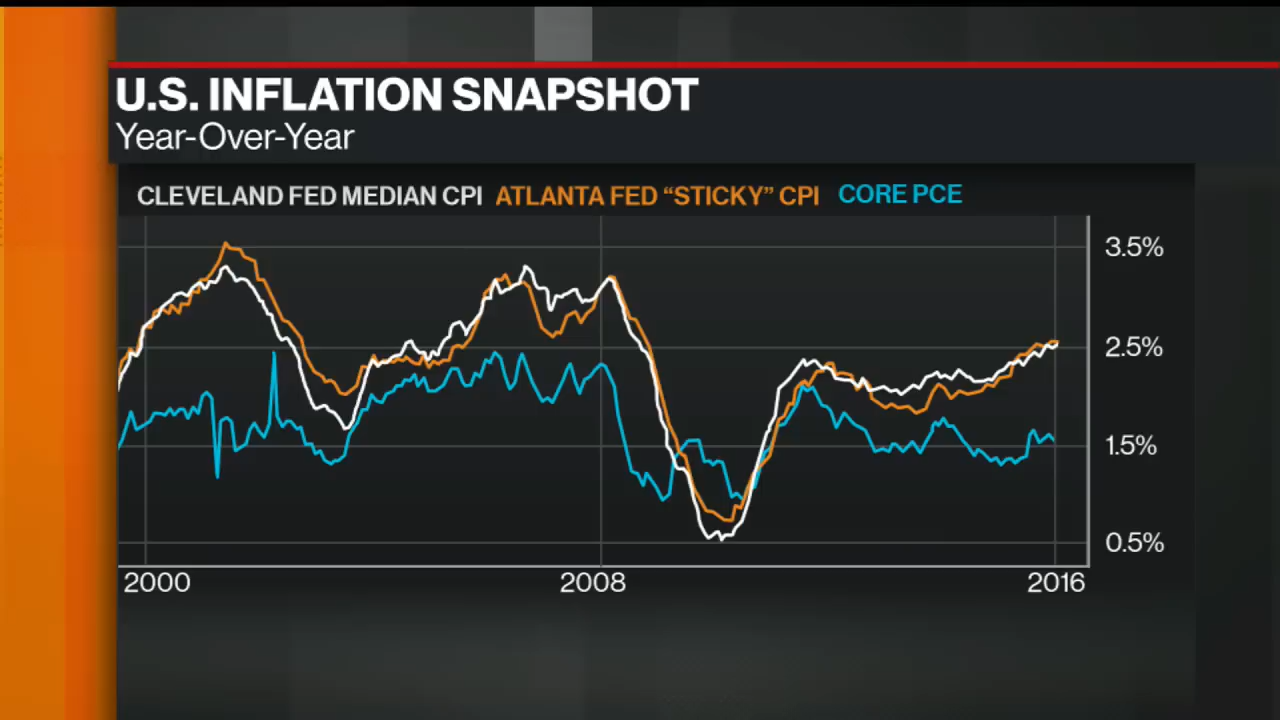 U.S. INFLATION SNAPSHOT
Year-Over-Year
CLEVELAND FED MEDIAN CPI ATLANTA FED “STICKY” CPI CORE PCE
3.5%
2.5%
1.5%
0.5%
2000 2008 2016